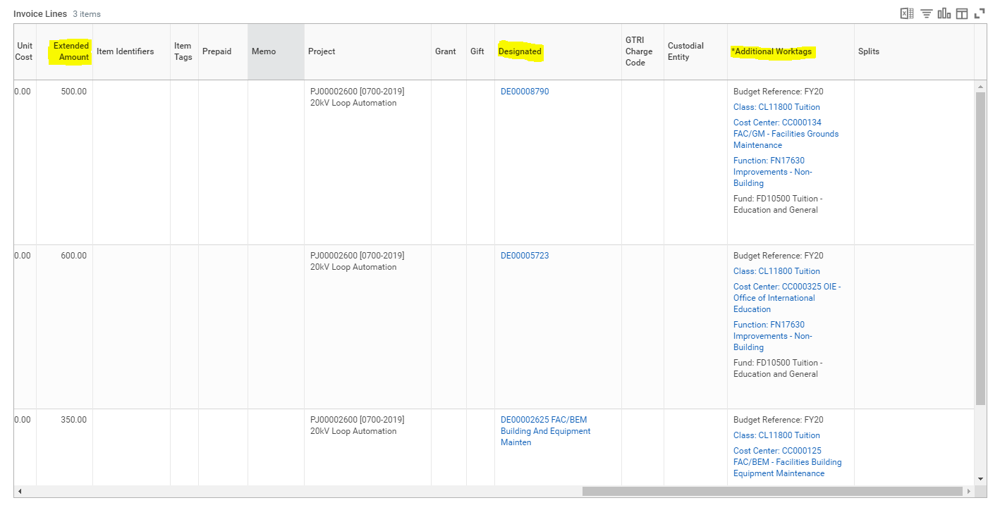 Invoice Lines 3 items
Unit Cost
Extended Amount
Item Identifiers
Item Tags
Prepaid
Memo
Project
Grant
Gift
Designated
GTRI Charge Code
Custodial Entity
*Additional Worktags
Splits
0.00
500.00
PJ00002600 [0700-2019]
20kV Loop Automation
DE00008790
Budget Reference: FY20
Class: CL11800 Tuition
Cost Center: CC000134
FAC/GM - Facilities Grounds
Maintenance
Function: FN17630
Improvements - Non-
Building
Fund: FD10500 Tuition -
Education and General
0.00
600.00
PJ00002600 [0700-2019]
20kV Loop Automation
DE00005723
Budget Reference: FY20
Class: CL11800 Tuition
Cost Center: CC000325 OIE -
Office of International
Education
Function: FN17630
Improvements - Non-
Building
Fund: FD10500 Tuition -
Education and General
0.00
350.00
PJ00002600 [0700-2019]
20kV Loop Automation
DE00002625 FAC/BEM
Building And Equipment
Mainten
Budget Reference: FY20
Class: CL11800 Tuition
Cost Center: CC000125
FAC/BEM - Facilities Building
Equipment Maintenance